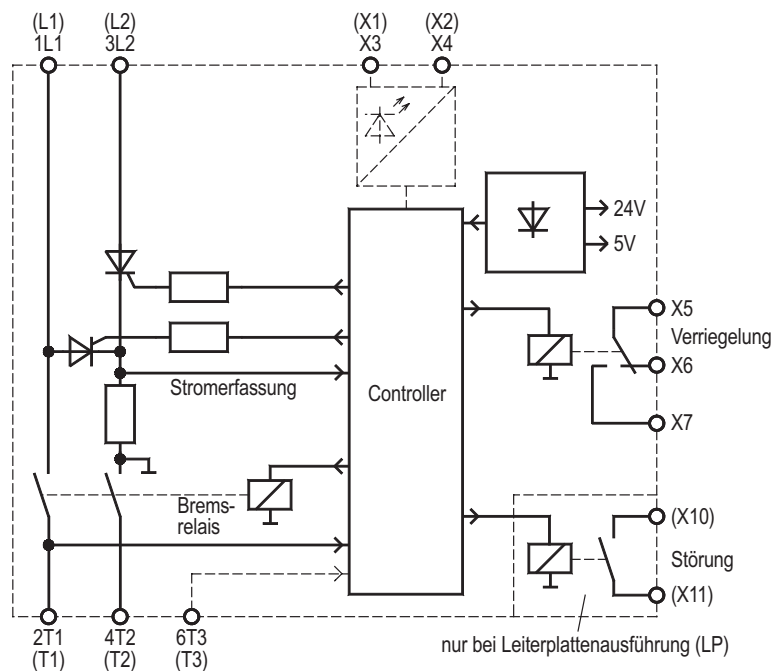 (L1) (L2) (X1) (X2)
1L1 3L2 X3 X4
24V
5V
X5
Verriegelung
X6
Stromerfassung
Controller
X7
Brems-
relais
(X10)
Störung
(X11)
2T1 4T2 6T3
(T1) (T2) (T3)
nur bei Leiterplattenausführung (LP)